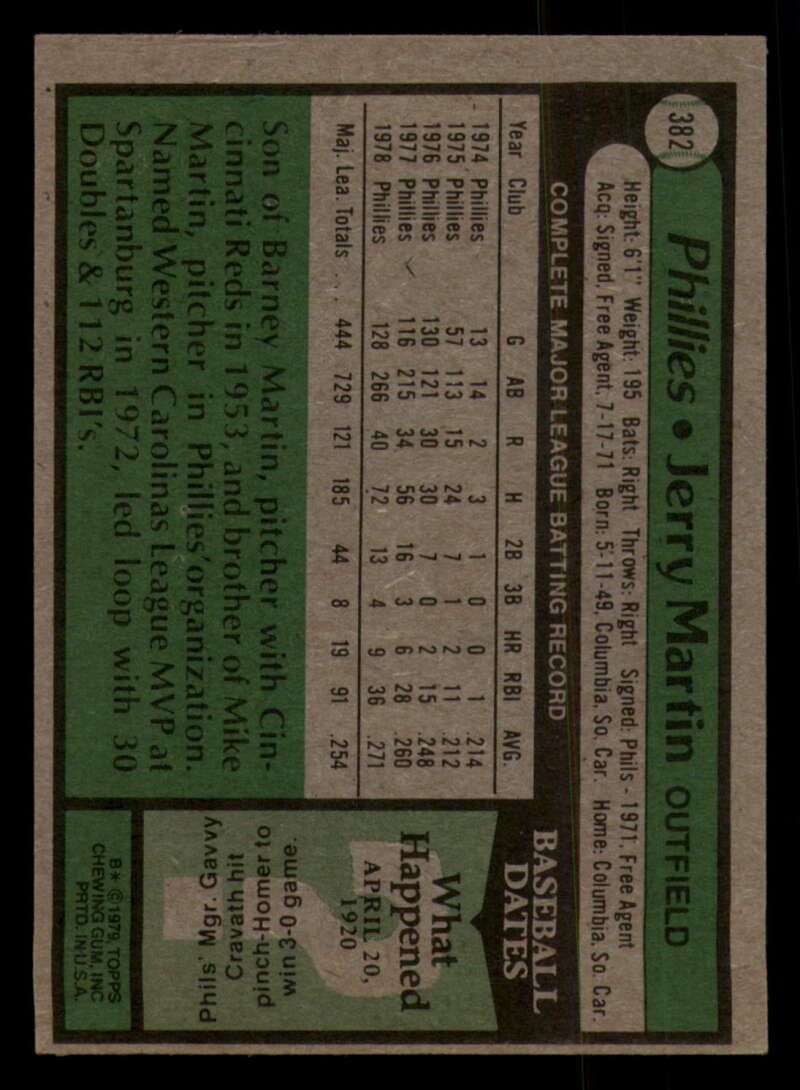 382
Phillies • Jerry Martin OUTFIELD
Height: 6'1" Weight: 195 Bats: Right Throws: Right Signed: Phils - 1971, Free Agent
Acq: Signed, Free Agent, 7-17-71 Born: 5-11-49, Columbia, So. Car. Home: Columbia, So. Car.
COMPLETE MAJOR LEAGUE BATTING RECORD
Year Club G AB R H 2B 3B HR RBI AVG.
1974 Phillies 13 14 2 3 1 0 0 1 .214
1975 Phillies 57 113 15 24 7 1 2 11 .212
1976 Phillies 130 121 30 30 7 0 2 15 .248
1977 Phillies 116 215 34 56 16 3 6 28 .260
1978 Phillies 128 266 40 72 13 4 9 36 .271
Maj. Lea. Totals . . . 444 729 121 185 44 8 19 91 .254
Son of Barney Martin, pitcher with Cin-
cinnati Reds in 1953, and brother of Mike
Martin, pitcher in Phillies' organization.
Named Western Carolinas League MVP at
Spartanburg in 1972, led loop with 30
Doubles & 112 RBI's.
BASEBALL
DATES
What
Happened
APRIL 20,
1920
Phils' Mgr. Gavvy
Cravath hit
pinch-Homer to
win 3-0 game.
B* © 1979, TOPPS
CHEWING GUM, INC
PRTD. IN U.S.A.